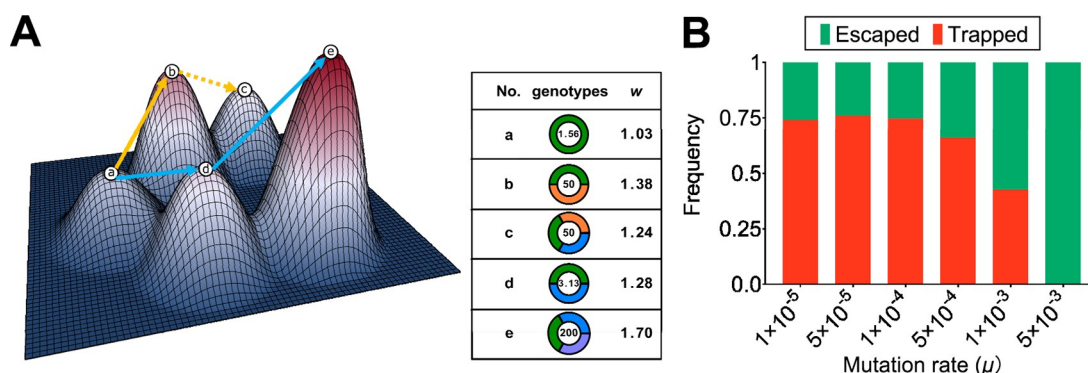 A
a
b
c
d
e
No. genotypes w
a 1.56 1.03
b 50 1.38
c 50 1.24
d 3.13 1.28
e 200 1.70
B
Escaped Trapped
Frequency
1
0.75
0.5
0.25
0.0
1×10⁻⁵ 5×10⁻⁵ 1×10⁻⁴ 5×10⁻⁴ 1×10⁻³ 5×10⁻³
Mutation rate (μ)